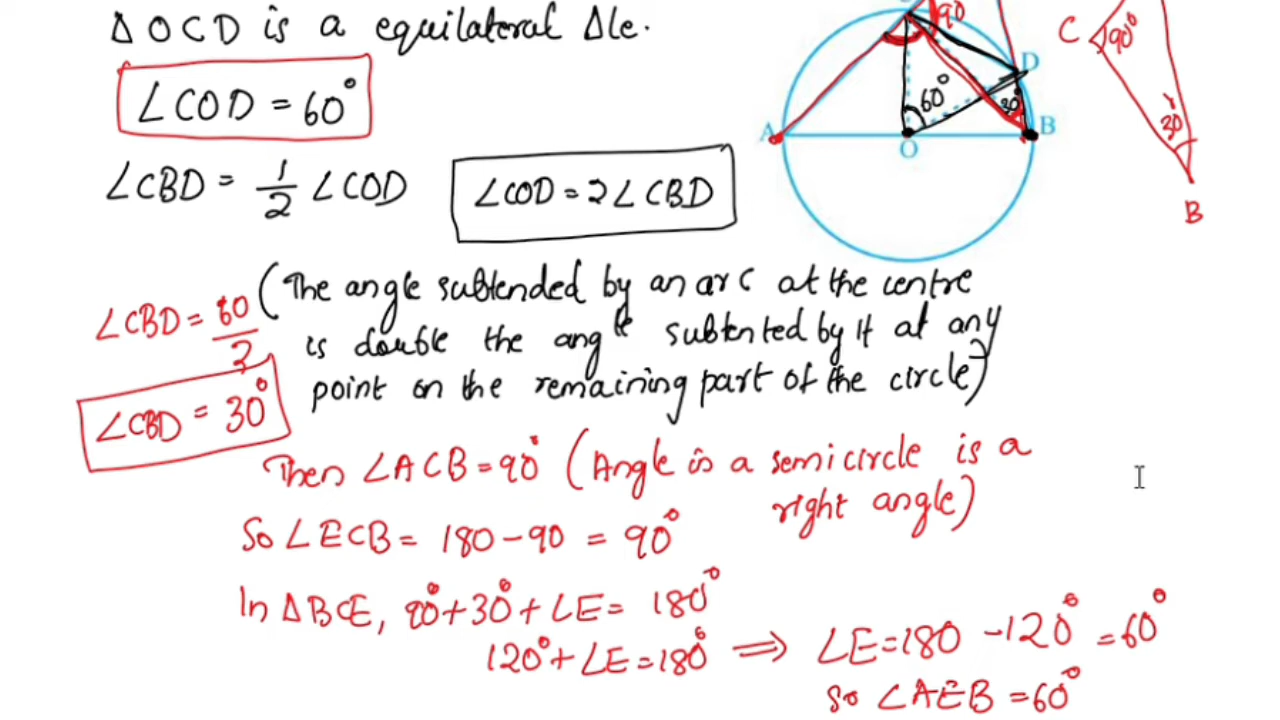 Δ OCD is a equilateral Δle.
∠COD = 60°
∠CBD = 1/2 ∠COD
∠COD = 2∠CBD
(The angle subtended by an arc at the centre
is double the angle subtented by it at any
point on the remaining part of the circle)
∠CBD = 60/2
∠CBD = 30°
Then ∠ACB = 90° (Angle in a semicircle is a
right angle)
So ∠ECB = 180 - 90 = 90°
In ΔBCE, 90° + 30° + ∠E = 180°
120° + ∠E = 180° ⟹ ∠E = 180 - 120° = 60°
so ∠AEB = 60°
90
D
60°
30°
A
B
O
C
90°
30
B